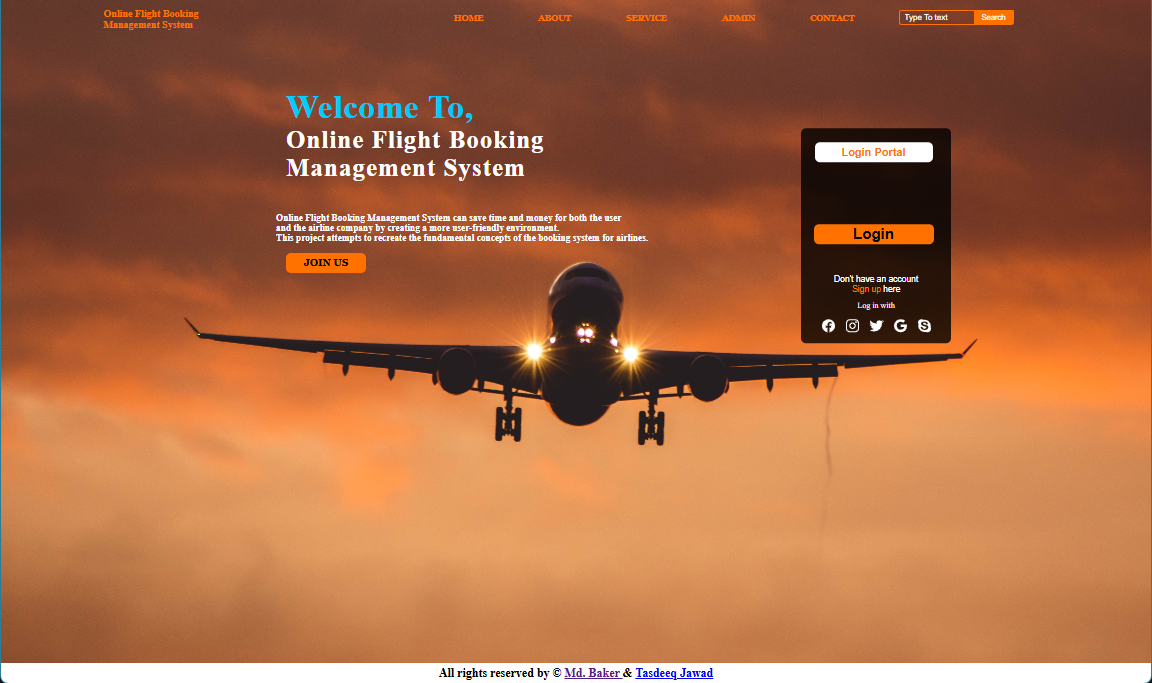 Online Flight Booking
Management System
HOME
ABOUT
SERVICE
ADMIN
CONTACT
Type To text
Search
Welcome To,
Online Flight Booking
Management System
Online Flight Booking Management System can save time and money for both the user
and the airline company by creating a more user-friendly environment.
This project attempts to recreate the fundamental concepts of the booking system for airlines.
JOIN US
Login Portal
Login
Don't have an account
Sign up here
Log in with
All rights reserved by © Md. Baker & Tasdeeq Jawad